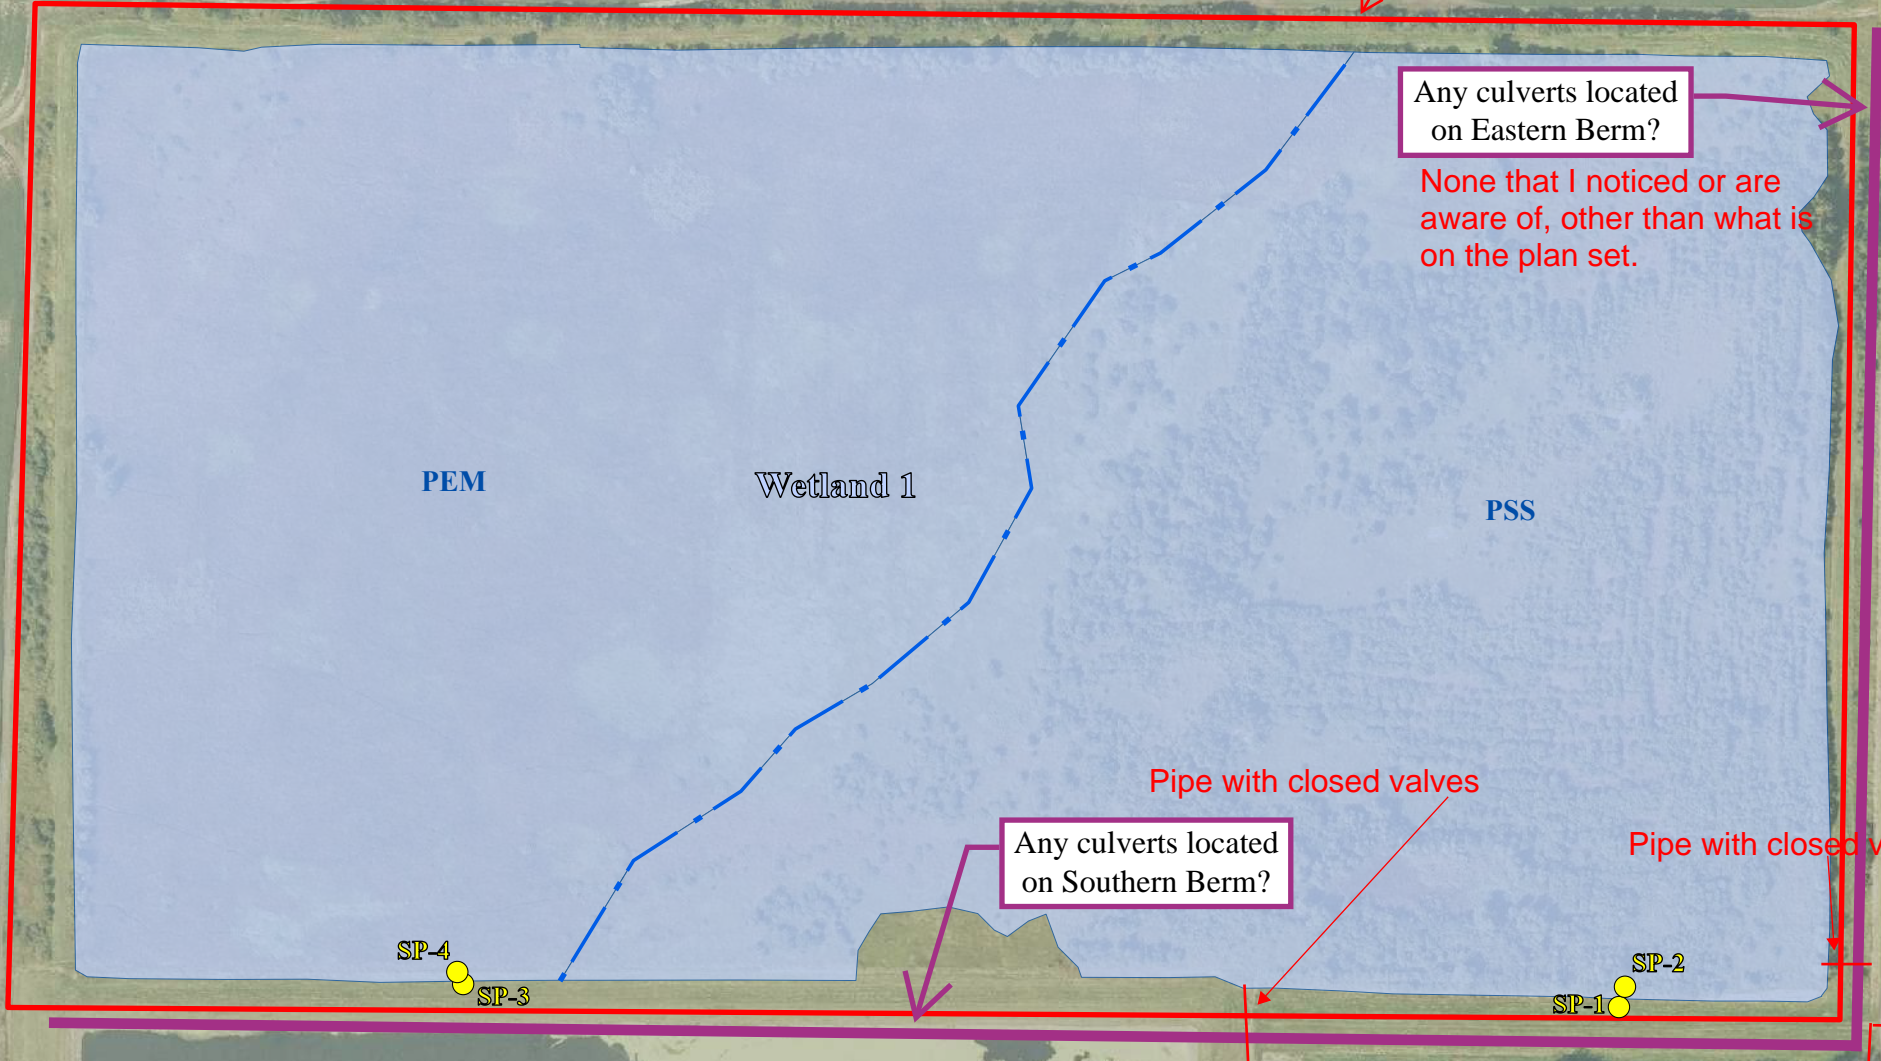 Any culverts located
on Eastern Berm?
None that I noticed or are
aware of, other than what is
on the plan set.
PEM
Wetland 1
PSS
Pipe with closed valves
Any culverts located
on Southern Berm?
Pipe with closed v
SP-4
SP-3
SP-2
SP-1